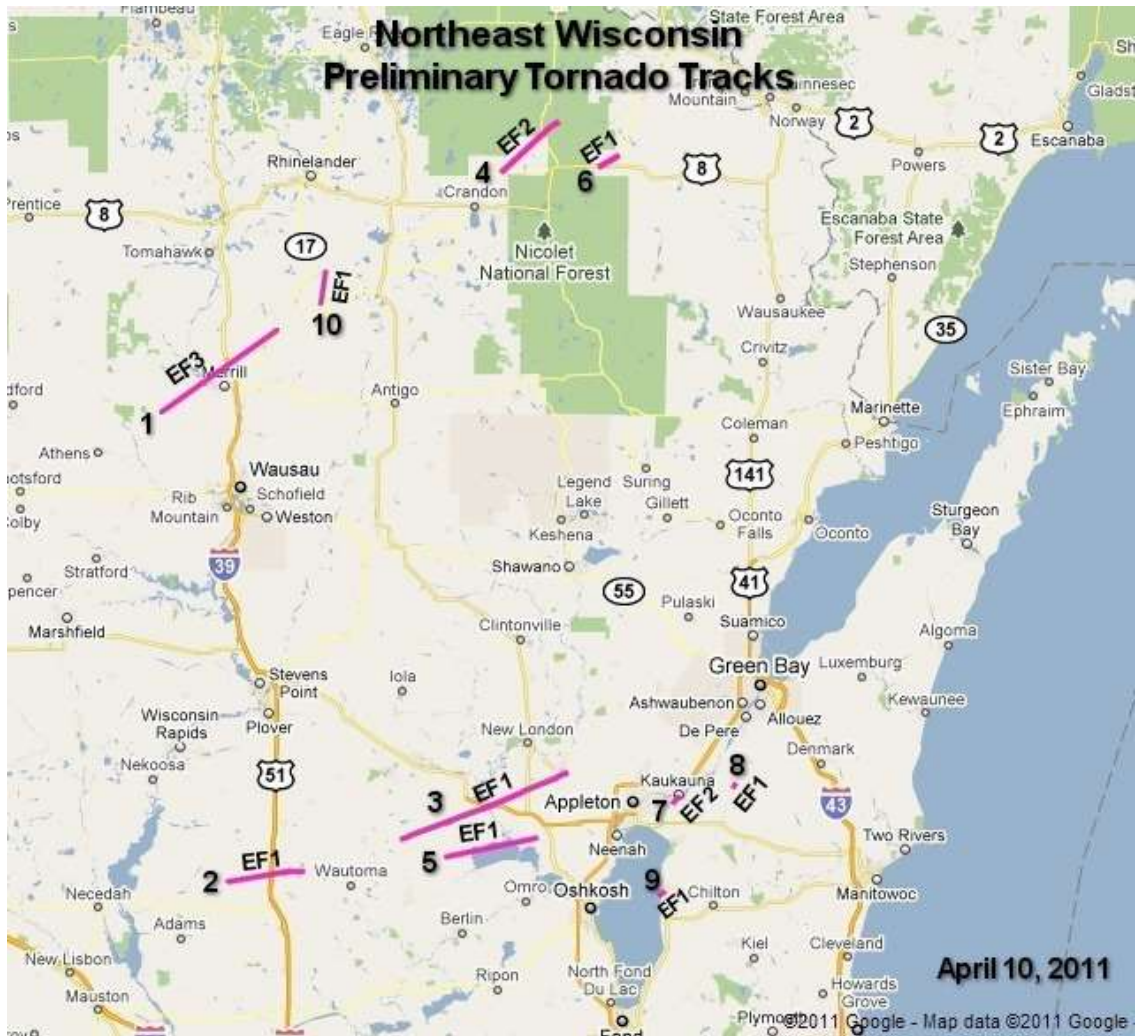 Northeast Wisconsin
Preliminary Tornado Tracks
Flambeau
State Forest Area
Mountain
Norway
2
2
Escanaba
Powers
Rhinelander
4
EF2
EF1
6
8
Crandon
Prentice
8
Tomahawk
17
Nicolet
National Forest
Escanaba State
Forest Area
Stephenson
EF1
10
Wausaukee
35
EF3
Merrill
Crivitz
Sister Bay
1
Antigo
Marinette
Ephraim
Coleman
Peshtigo
Athens
Wausau
141
Legend
Lake
Suring
Rib
Mountain
Schofield
Weston
Gillett
Oconto
Falls
Oconto
Sturgeon
Bay
Colby
Keshena
39
Stratford
Shawano
41
55
Pulaski
Suamico
Marshfield
Clintonville
Algoma
Green Bay
Luxemburg
Stevens
Point
Iola
Ashwaubenon
Allouez
Kewaunee
Wisconsin
Rapids
Plover
New London
De Pere
Denmark
Nekoosa
51
8
EF1
3
EF1
Appleton
Kaukauna
7
EF2
43
Two Rivers
5
EF1
Neenah
2
EF1
Wautoma
Omro
Oshkosh
9
EF1
Chilton
Manitowoc
Necedah
Adams
Berlin
Kiel
Cleveland
New Lisbon
Ripon
North Fond
Du Lac
April 10, 2011
Mauston
Howards
Grove
Plymouth
©2011 Google - Map data ©2011 Google